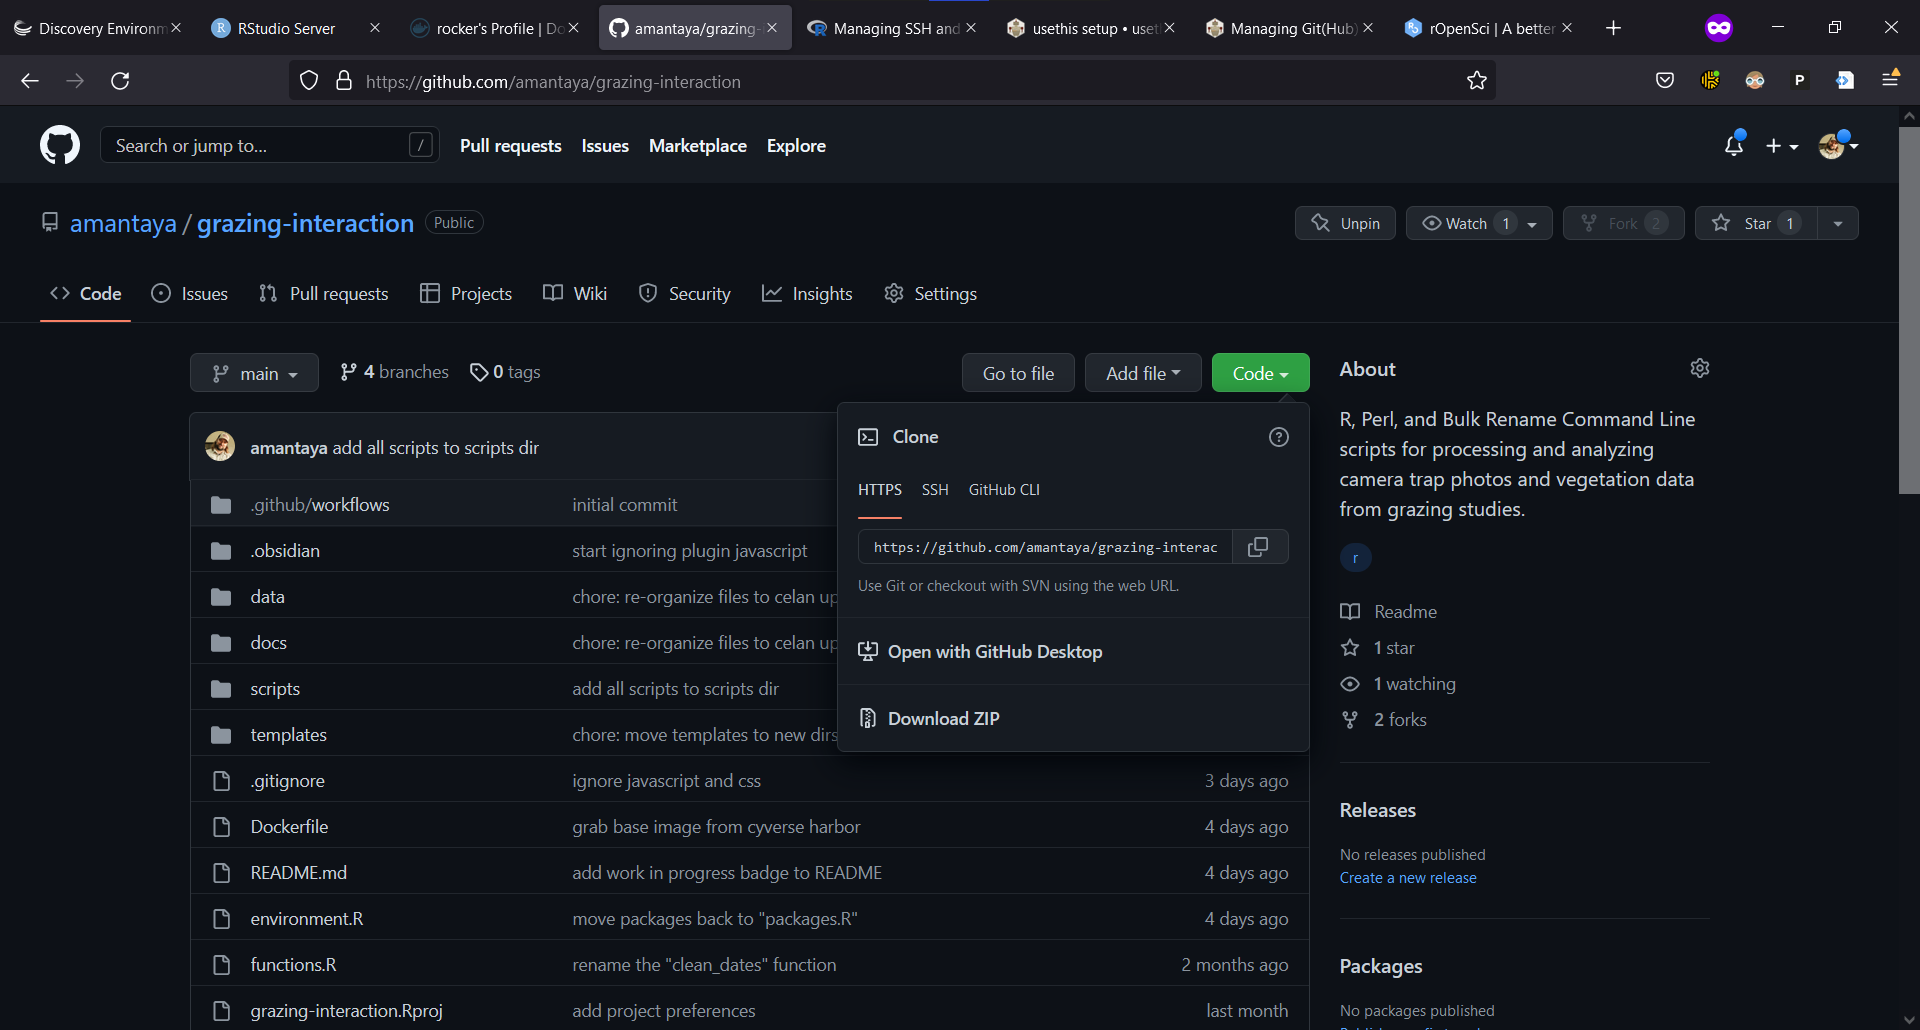 Discovery Environm
RStudio Server
rocker's Profile | Do
amantaya/grazing-
Managing SSH and
usethis setup • uset
Managing Git(Hub)
rOpenSci | A better
https://github.com/amantaya/grazing-interaction
P
Search or jump to...
/
Pull requests
Issues
Marketplace
Explore
amantaya / grazing-interaction
Public
Unpin
Watch 1
Fork 2
Star 1
Code
Issues
Pull requests
Projects
Wiki
Security
Insights
Settings
main
4 branches
0 tags
Go to file
Add file
Code
amantaya add all scripts to scripts dir
.github/workflows
initial commit
.obsidian
start ignoring plugin javascript
data
chore: re-organize files to celan up
docs
chore: re-organize files to celan up
scripts
add all scripts to scripts dir
templates
chore: move templates to new dirs
.gitignore
ignore javascript and css
3 days ago
Dockerfile
grab base image from cyverse harbor
4 days ago
README.md
add work in progress badge to README
4 days ago
environment.R
move packages back to "packages.R"
4 days ago
functions.R
rename the "clean_dates" function
2 months ago
grazing-interaction.Rproj
add project preferences
last month
Clone
HTTPS
SSH
GitHub CLI
https://github.com/amantaya/grazing-interac
Use Git or checkout with SVN using the web URL.
Open with GitHub Desktop
Download ZIP
About
R, Perl, and Bulk Rename Command Line
scripts for processing and analyzing
camera trap photos and vegetation data
from grazing studies.
r
Readme
1 star
1 watching
2 forks
Releases
No releases published
Create a new release
Packages
No packages published